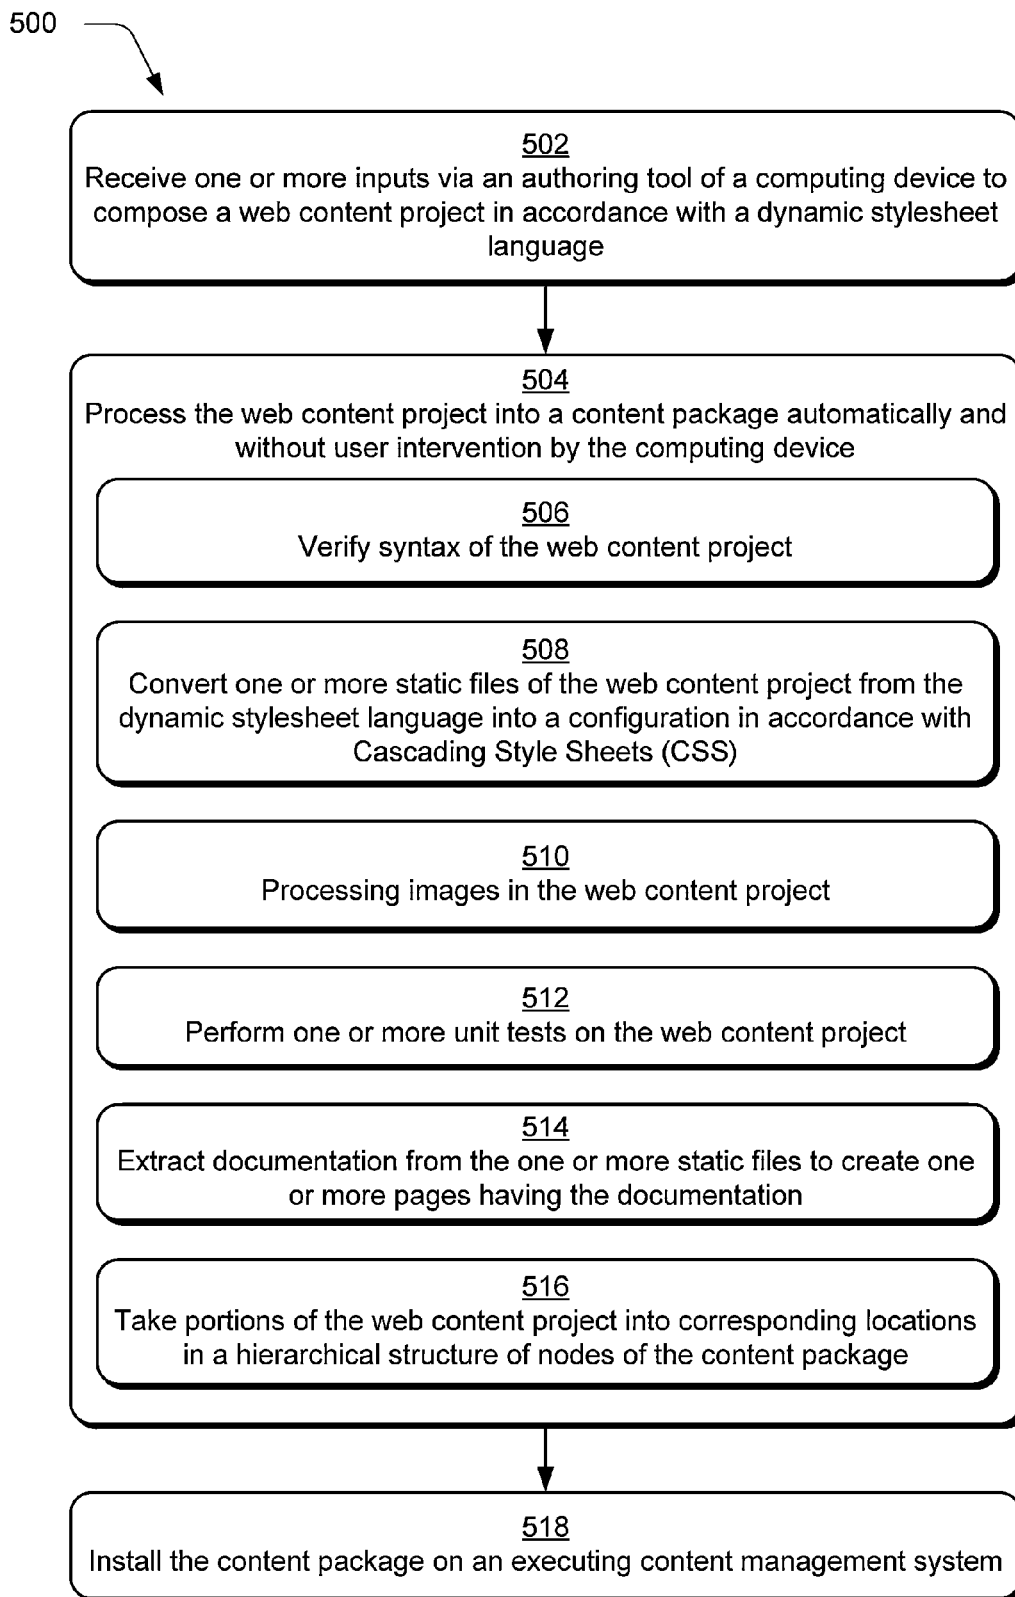 500
502
Receive one or more inputs via an authoring tool of a computing device to
compose a web content project in accordance with a dynamic stylesheet
language
504
Process the web content project into a content package automatically and
without user intervention by the computing device
506
Verify syntax of the web content project
508
Convert one or more static files of the web content project from the
dynamic stylesheet language into a configuration in accordance with
Cascading Style Sheets (CSS)
510
Processing images in the web content project
512
Perform one or more unit tests on the web content project
514
Extract documentation from the one or more static files to create one
or more pages having the documentation
516
Take portions of the web content project into corresponding locations
in a hierarchical structure of nodes of the content package
518
Install the content package on an executing content management system